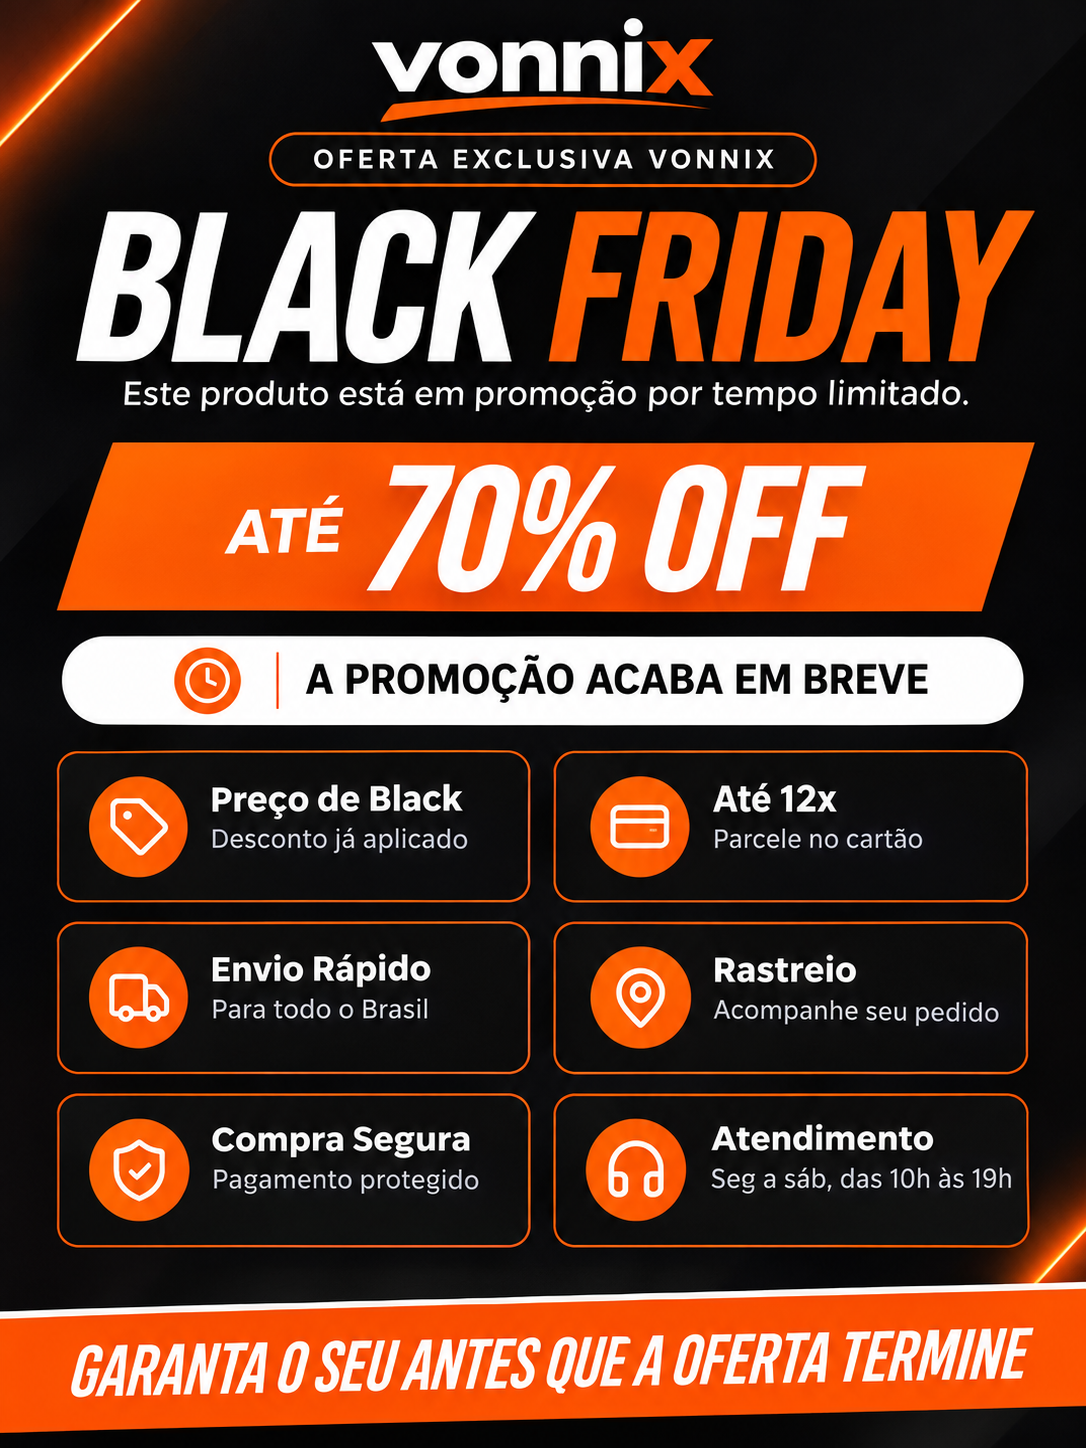 vonnix
OFERTA EXCLUSIVA VONNIX
BLACK FRIDAY
Este produto está em promoção por tempo limitado.
ATÉ 70% OFF
A PROMOÇÃO ACABA EM BREVE
Preço de Black
Desconto já aplicado
Até 12x
Parcele no cartão
Envio Rápido
Para todo o Brasil
Rastreio
Acompanhe seu pedido
Compra Segura
Pagamento protegido
Atendimento
Seg a sáb, das 10h às 19h
GARANTA O SEU ANTES QUE A OFERTA TERMINE